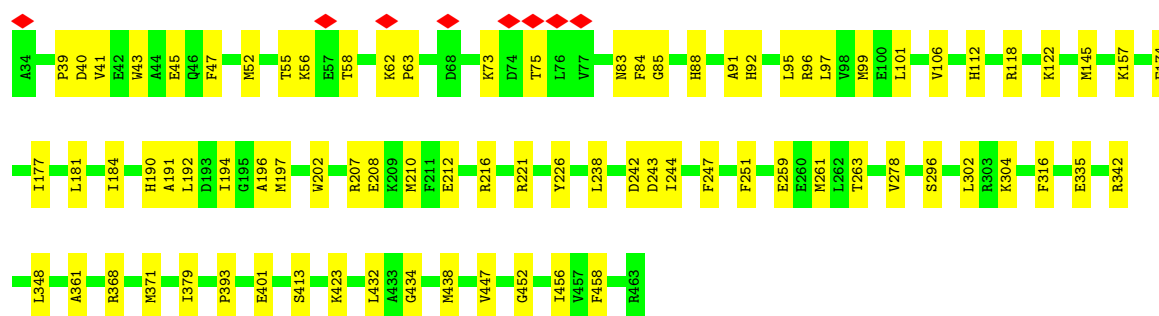 A34 P39 D40 V41 E42 W43 A44 E45 Q46 F47 M52 T55 K56 E57 T58 K62 P63 D68 K73 D74 T75 L76 V77 N83 F84 G85 H88 A91 H92 L95 R96 L97 V98 M99 E100 L101 V106 H112 R118 K122 M145 K157
I177 L181 I184 H190 A191 L192 D193 I194 G195 A196 M197 W202 R207 E208 K209 M210 F211 E212 R216 R221 Y226 L238 D242 D243 I244 F247 F251 E259 E260 M261 L262 T263 V278 S296 L302 R303 K304 F316 E335 R342
L348 A361 R368 M371 I379 P393 E401 S413 K423 L432 A433 G434 M438 V447 G452 I456 V457 F458 R463